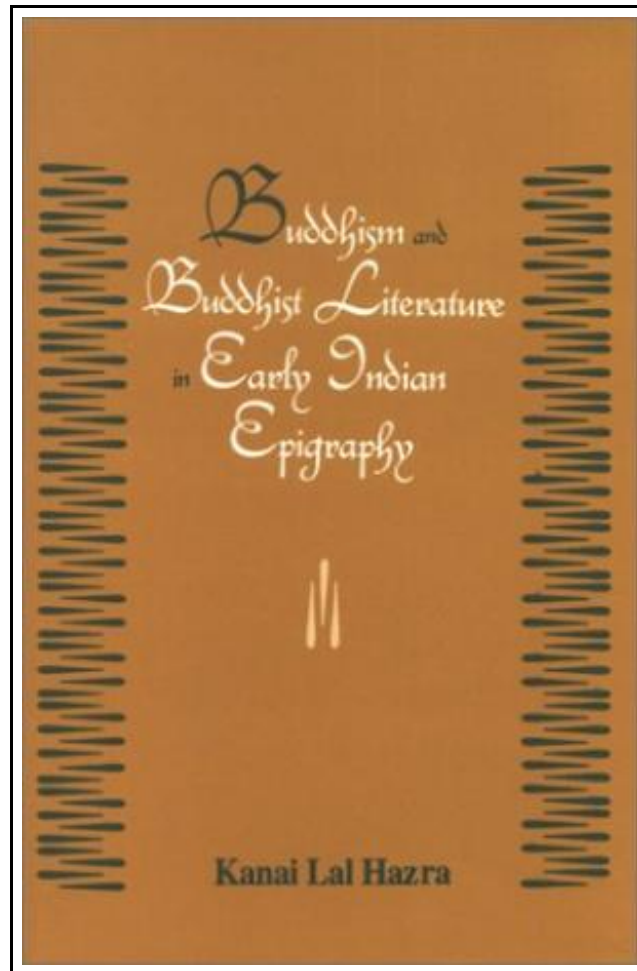 Buddhism and
Buddhist Literature
in Early Indian
Epigraphy
Kanai Lal Hazra